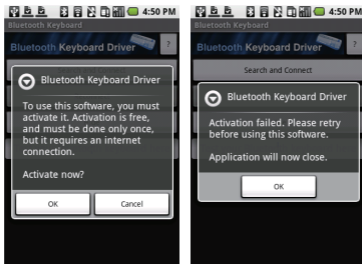 4:50 PM
Bluetooth Keyboard
Bluetooth Keyboard Driver
?
Bluetooth Keyboard Driver
To use this software, you must
activate it. Activation is free,
and must be done only once,
but it requires an internet
connection.
Activate now?
OK
Cancel
4:50 PM
Bluetooth Keyboard
Bluetooth Keyboard Driver
?
Search and Connect
Bluetooth Keyboard Driver
Activation failed. Please retry
before using this software.
Application will now close.
OK